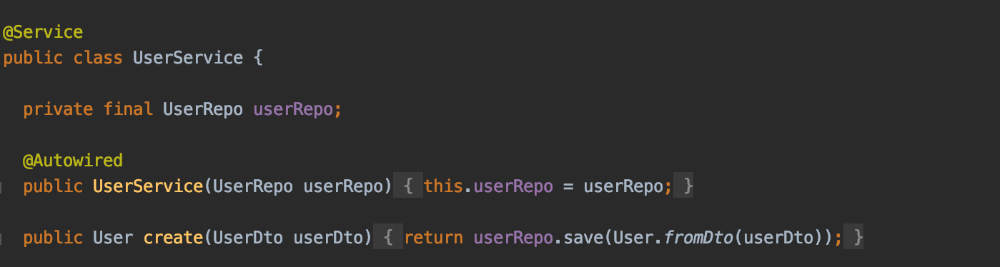 @Service
public class UserService {
private final UserRepo userRepo;
@Autowired
public UserService(UserRepo userRepo) { this.userRepo = userRepo; }
public User create(UserDto userDto) { return userRepo.save(User.fromDto(userDto)); }